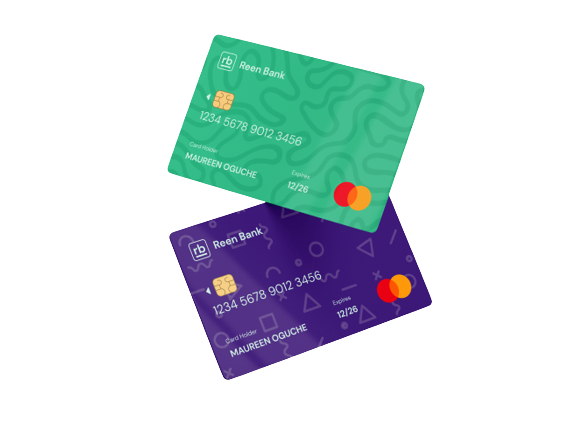 rb Reen Bank
1234 5678 9012 3456
Card Holder
MAUREEN OGUCHE
Expires
12/26
rb Reen Bank
1234 5678 9012 3456
Card Holder
MAUREEN OGUCHE
Expires
12/26